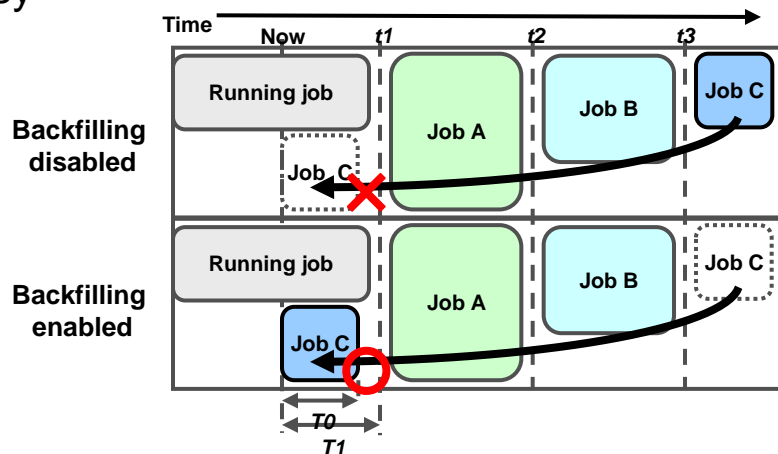 Time
Now t1 t2 t3
Backfilling
disabled
Running job
Job A
Job B
Job C
Job C
Backfilling
enabled
Running job
Job A
Job B
Job C
Job C
T0
T1